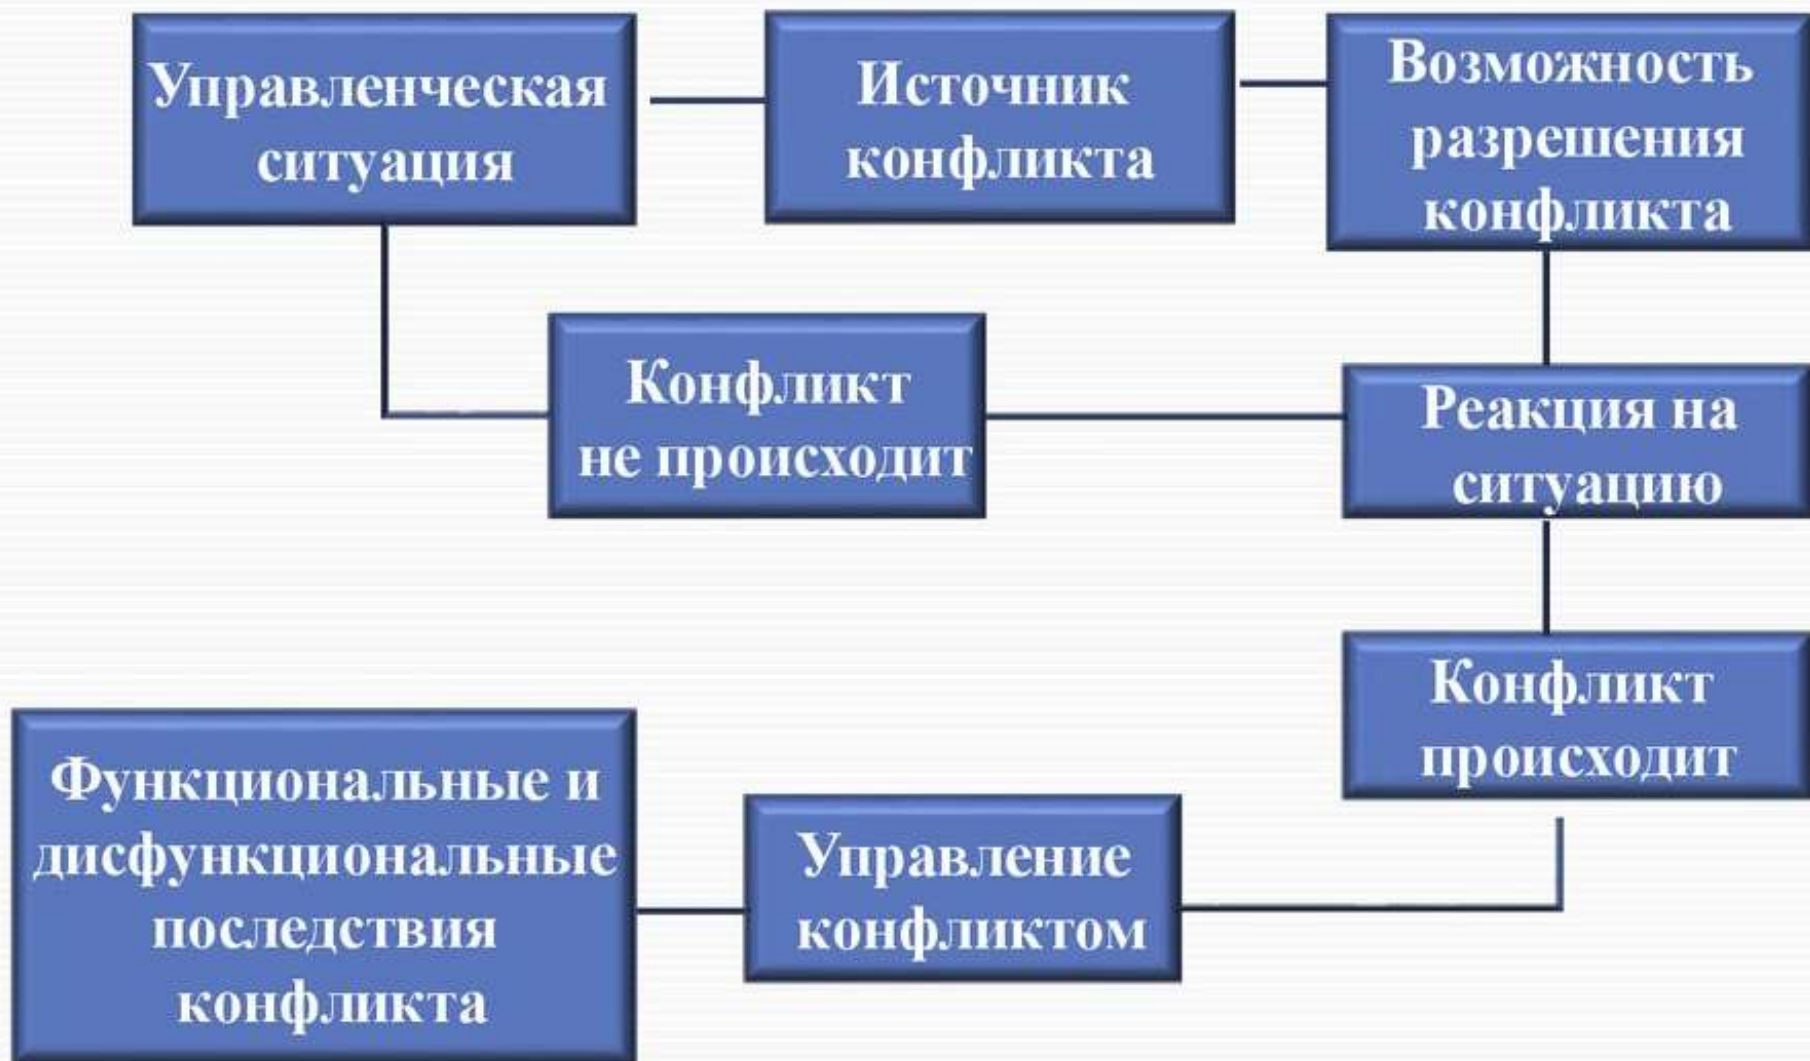 Управленческая
ситуация
Источник
конфликта
Возможность
разрешения
конфликта
Конфликт
не происходит
Реакция на
ситуацию
Конфликт
происходит
Функциональные и
дисфункциональные
последствия
конфликта
Управление
конфликтом